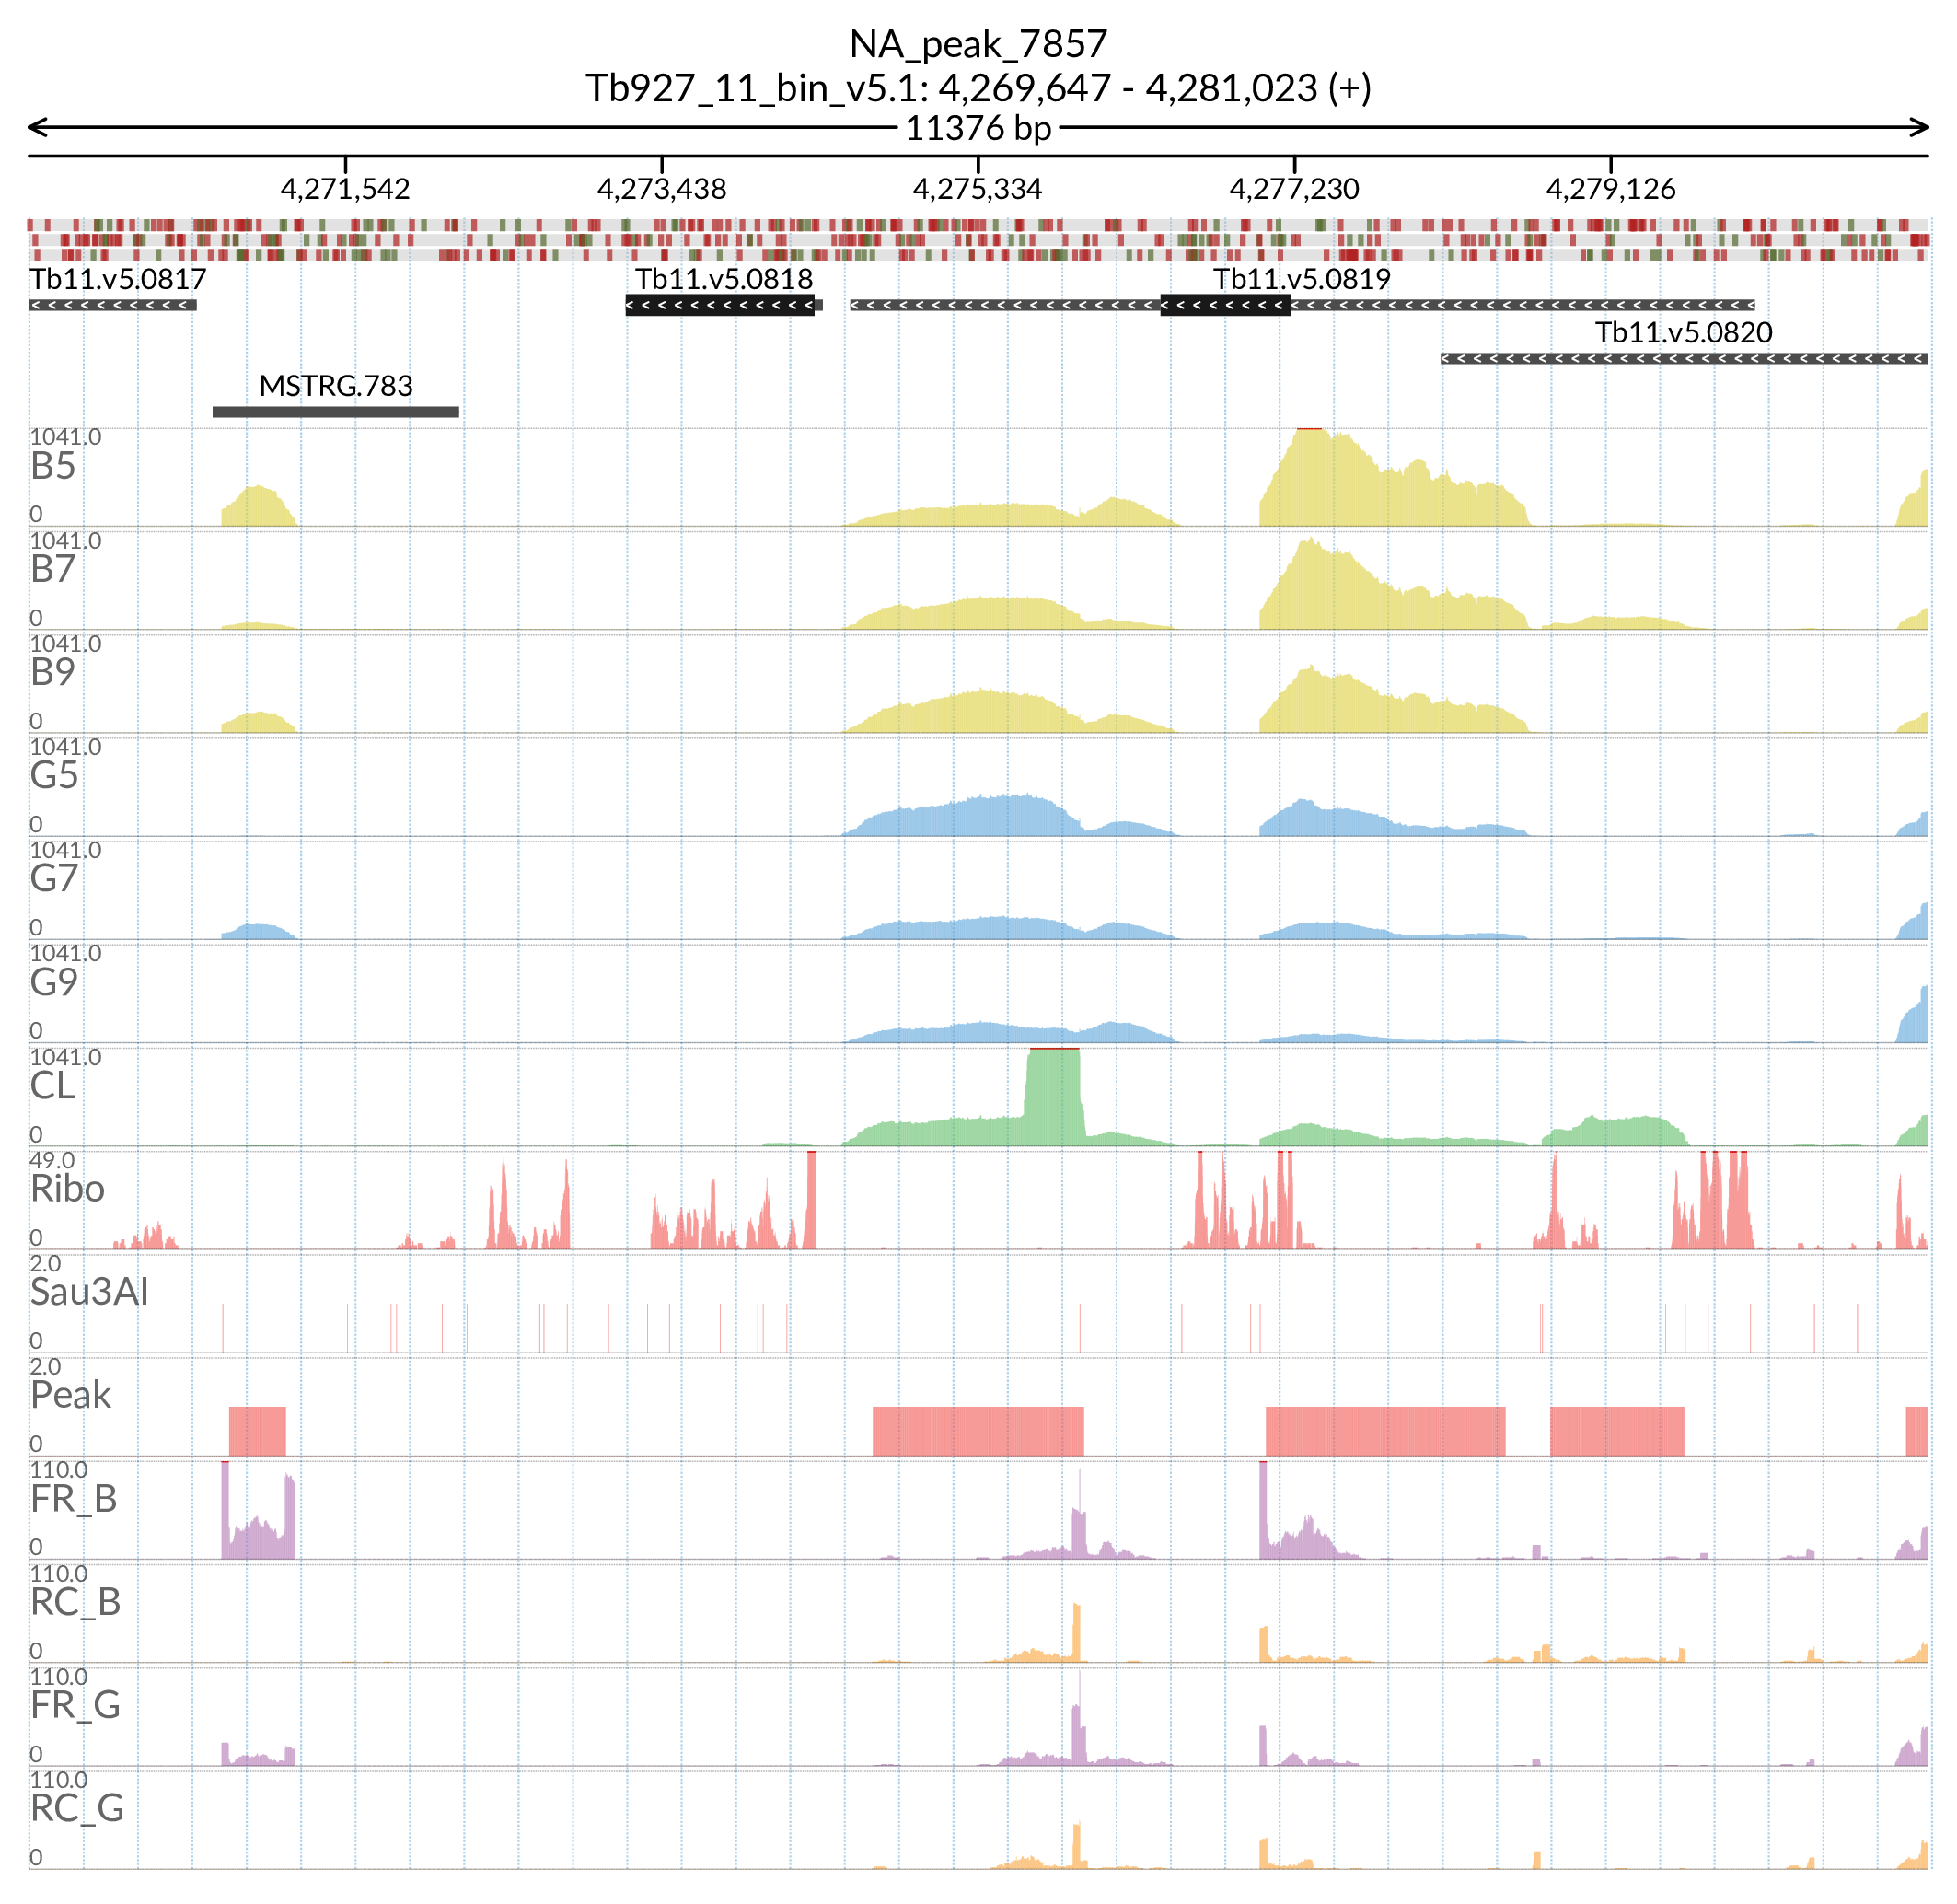 NA_peak_7857
Tb927_11_bin_v5.1: 4,269,647 - 4,281,023 (+)
11376 bp
4,271,542 4,273,438 4,275,334 4,277,230 4,279,126
Tb11.v5.0817 Tb11.v5.0818 Tb11.v5.0819
Tb11.v5.0820
MSTRG.783
1041.0
B5
0
1041.0
B7
0
1041.0
B9
0
1041.0
G5
0
1041.0
G7
0
1041.0
G9
0
1041.0
CL
0
49.0
Ribo
0
2.0
Sau3AI
0
2.0
Peak
0
110.0
FR_B
0
110.0
RC_B
0
110.0
FR_G
0
110.0
RC_G
0